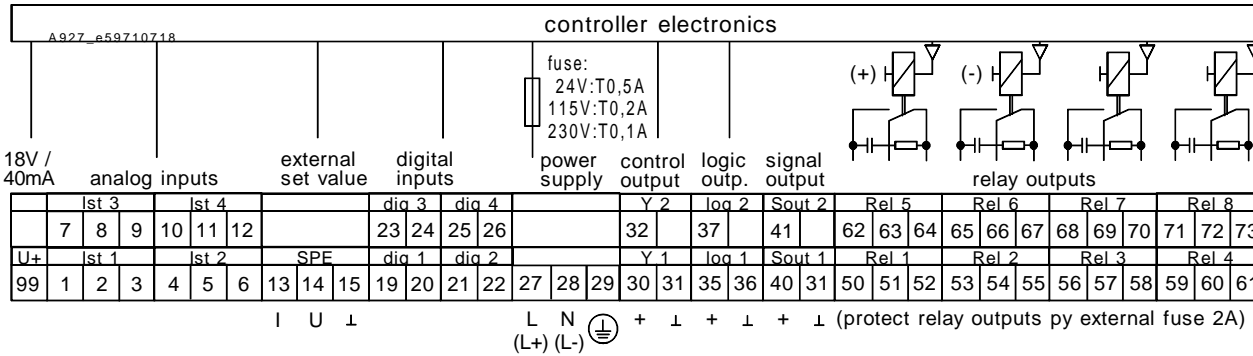 controller electronics
A927_e59710718
fuse:
24V:T0,5A
115V:T0,2A
230V:T0,1A
(+) (-)
18V / 40mA
analog inputs
external set value
digital inputs
power supply
control output
logic outp.
signal output
relay outputs
Ist 3 Ist 4 dig 3 dig 4 Y 2 log 2 Sout 2 Rel 5 Rel 6 Rel 7 Rel 8
7 8 9 10 11 12 23 24 25 26 32 37 41 62 63 64 65 66 67 68 69 70 71 72 73
U+ Ist 1 Ist 2 SPE dig 1 dig 2 Y 1 log 1 Sout 1 Rel 1 Rel 2 Rel 3 Rel 4
99 1 2 3 4 5 6 13 14 15 19 20 21 22 27 28 29 30 31 35 36 40 31 50 51 52 53 54 55 56 57 58 59 60 61
I U ⊥ L N + ⊥ + ⊥ + ⊥ (protect relay outputs py external fuse 2A)
(L+) (L-)